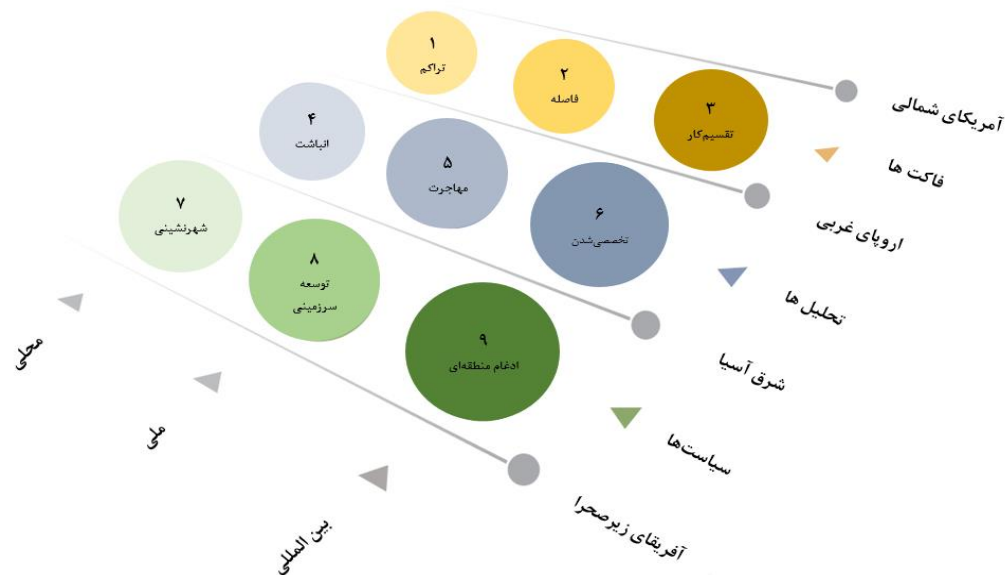 ۱
تراکم
۲
فاصله
۳
تقسیم‌کار
آمریکای شمالی
فاکت ها
۴
انباشت
۵
مهاجرت
۶
تخصصی‌شدن
اروپای غربی
تحلیل ها
۷
شهرنشینی
۸
توسعه
سرزمینی
۹
ادغام منطقه‌ای
شرق آسیا
سیاست‌ها
آفریقای زیرصحرا
محلی
ملی
بین المللی